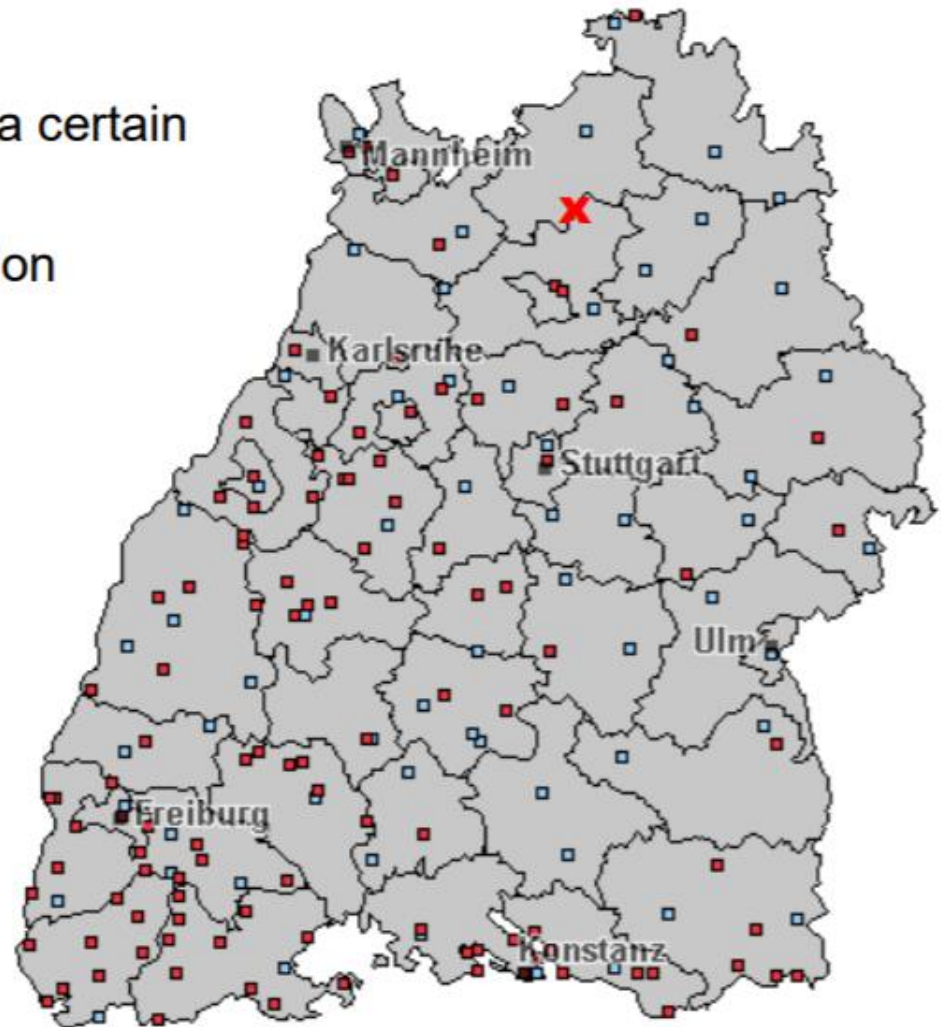 a certain
Mannheim
on
Karlsruhe
Stuttgart
Ulm
Freiburg
Konstanz
x